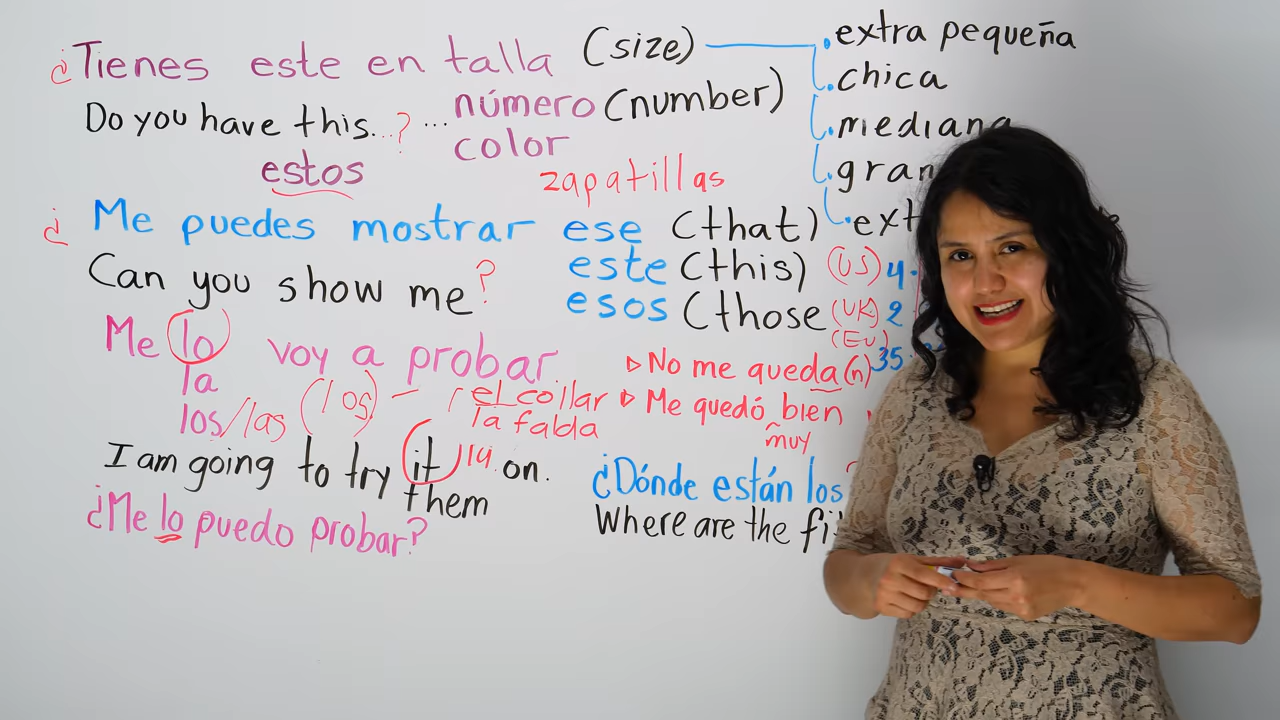 ¿Tienes este en talla (size)
.extra pequeña
.chica
.mediana
Do you have this...? ...número (number)
color
estos
zapatillas
¿Me puedes mostrar ese (that)
Can you show me?
este (this) (US) 4
esos (those (UK) 2
(EU) 35
Me lo voy a probar
la
los/las (los) –
el collar
la falda
▷No me queda(n)
▷Me quedó bien
muy
I am going to try it on.
them
¿Me lo puedo probar?
¿Dónde están los
Where are the